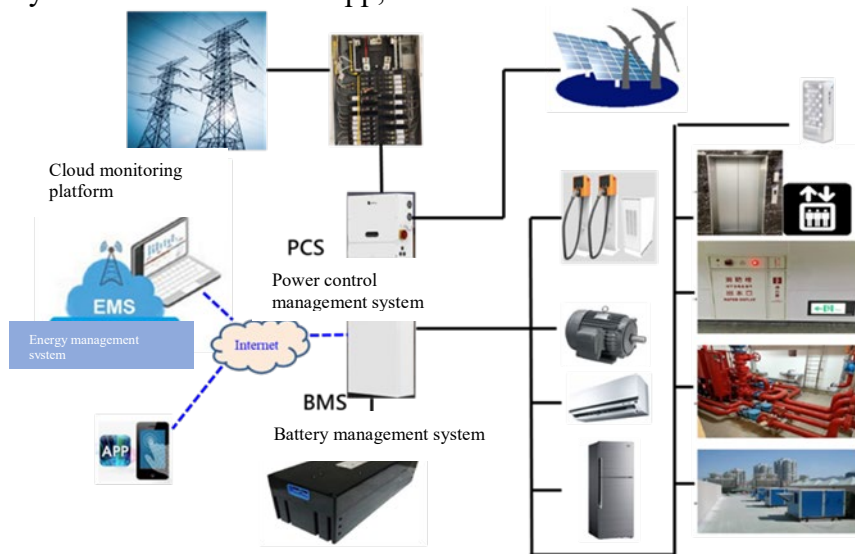 Cloud monitoring
platform
PCS
Power control
management system
EMS
Energy management
system
Internet
BMS
APP
Battery management system